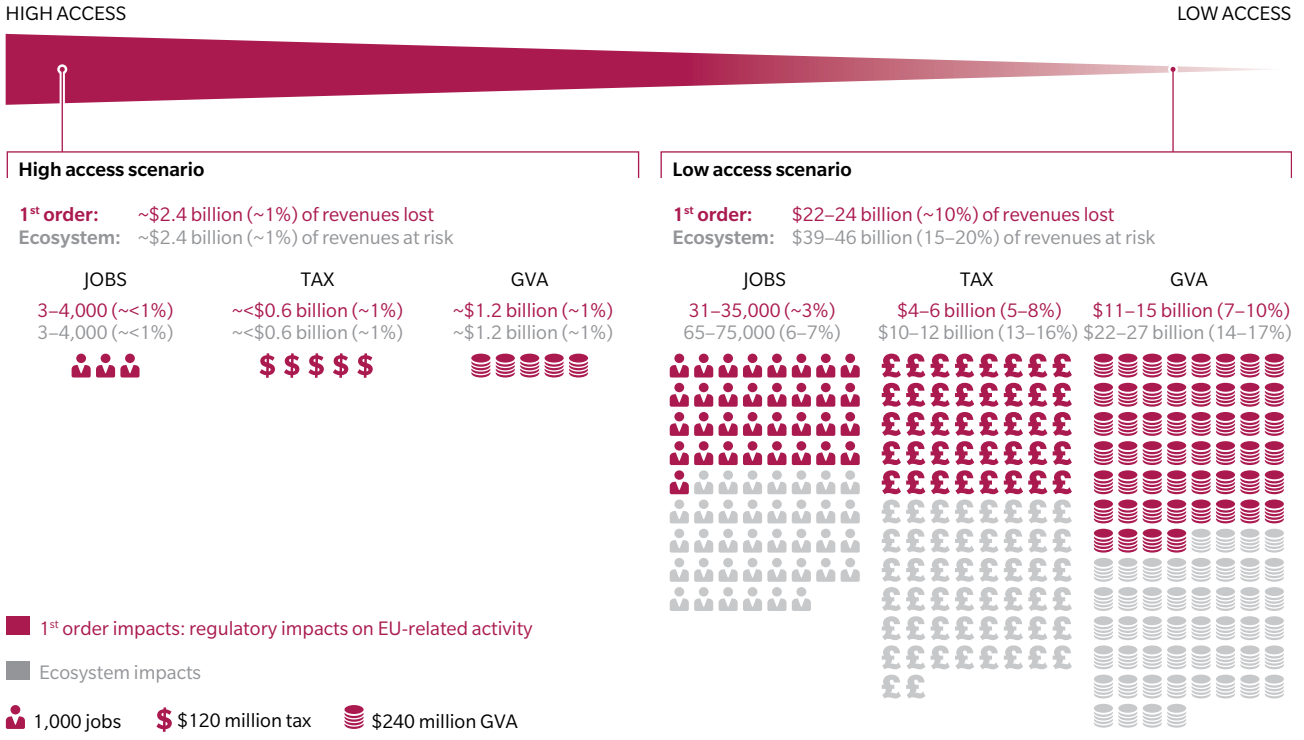 HIGH ACCESS
LOW ACCESS
High access scenario
1st order: ~$2.4 billion (~1%) of revenues lost
Ecosystem: ~$2.4 billion (~1%) of revenues at risk
JOBS
3–4,000 (~<1%)
3–4,000 (~<1%)
TAX
~<$0.6 billion (~1%)
~<$0.6 billion (~1%)
GVA
~$1.2 billion (~1%)
~$1.2 billion (~1%)
Low access scenario
1st order: $22–24 billion (~10%) of revenues lost
Ecosystem: $39–46 billion (15–20%) of revenues at risk
JOBS
31–35,000 (~3%)
65–75,000 (6–7%)
TAX
$4–6 billion (5–8%)
$10–12 billion (13–16%)
GVA
$11–15 billion (7–10%)
$22–27 billion (14–17%)
1st order impacts: regulatory impacts on EU-related activity
Ecosystem impacts
1,000 jobs
$ $120 million tax
$240 million GVA